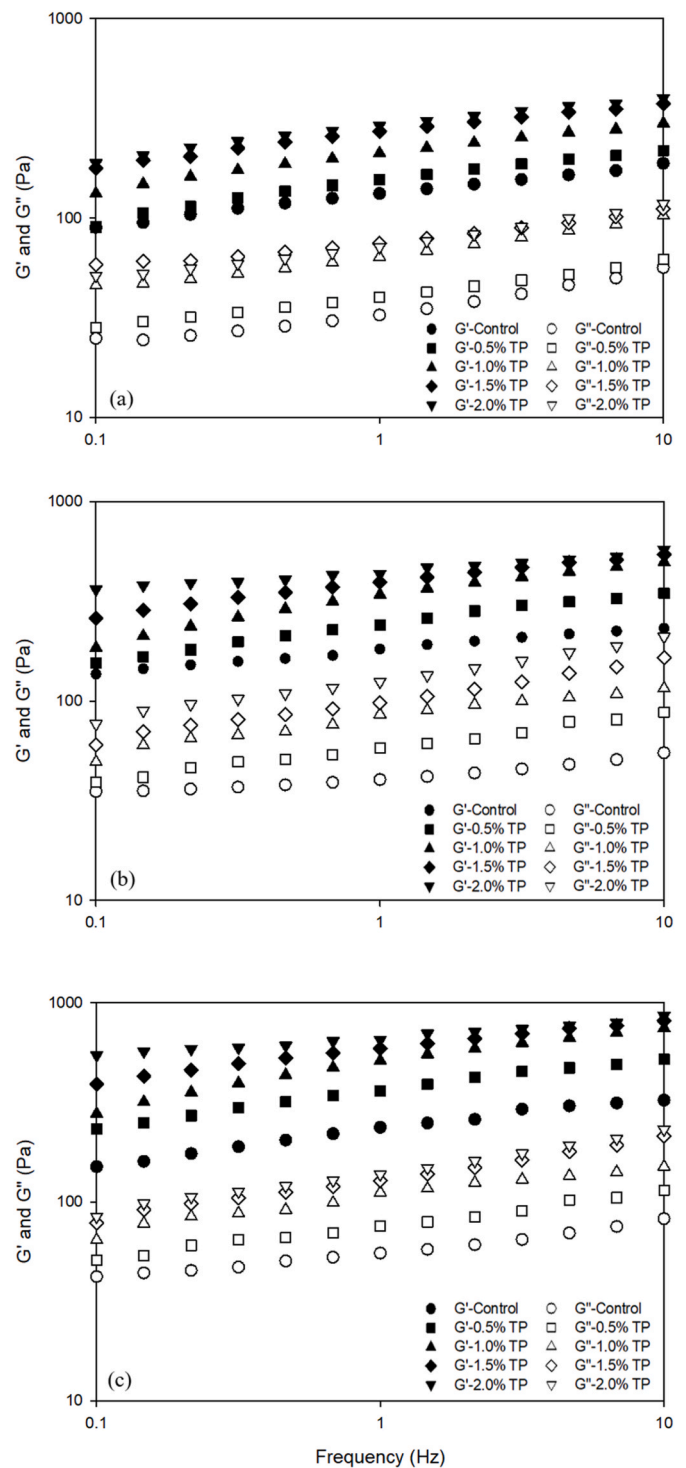 1000
100
10
G' and G" (Pa)
G'-Control G"-Control
G'-0.5% TP G"-0.5% TP
G'-1.0% TP G"-1.0% TP
G'-1.5% TP G"-1.5% TP
G'-2.0% TP G"-2.0% TP
(a)
0.1 1 10
1000
100
10
G' and G" (Pa)
G'-Control G"-Control
G'-0.5% TP G"-0.5% TP
G'-1.0% TP G"-1.0% TP
G'-1.5% TP G"-1.5% TP
G'-2.0% TP G"-2.0% TP
(b)
0.1 1 10
1000
100
10
G' and G" (Pa)
G'-Control G"-Control
G'-0.5% TP G"-0.5% TP
G'-1.0% TP G"-1.0% TP
G'-1.5% TP G"-1.5% TP
G'-2.0% TP G"-2.0% TP
(c)
0.1 1 10
Frequency (Hz)